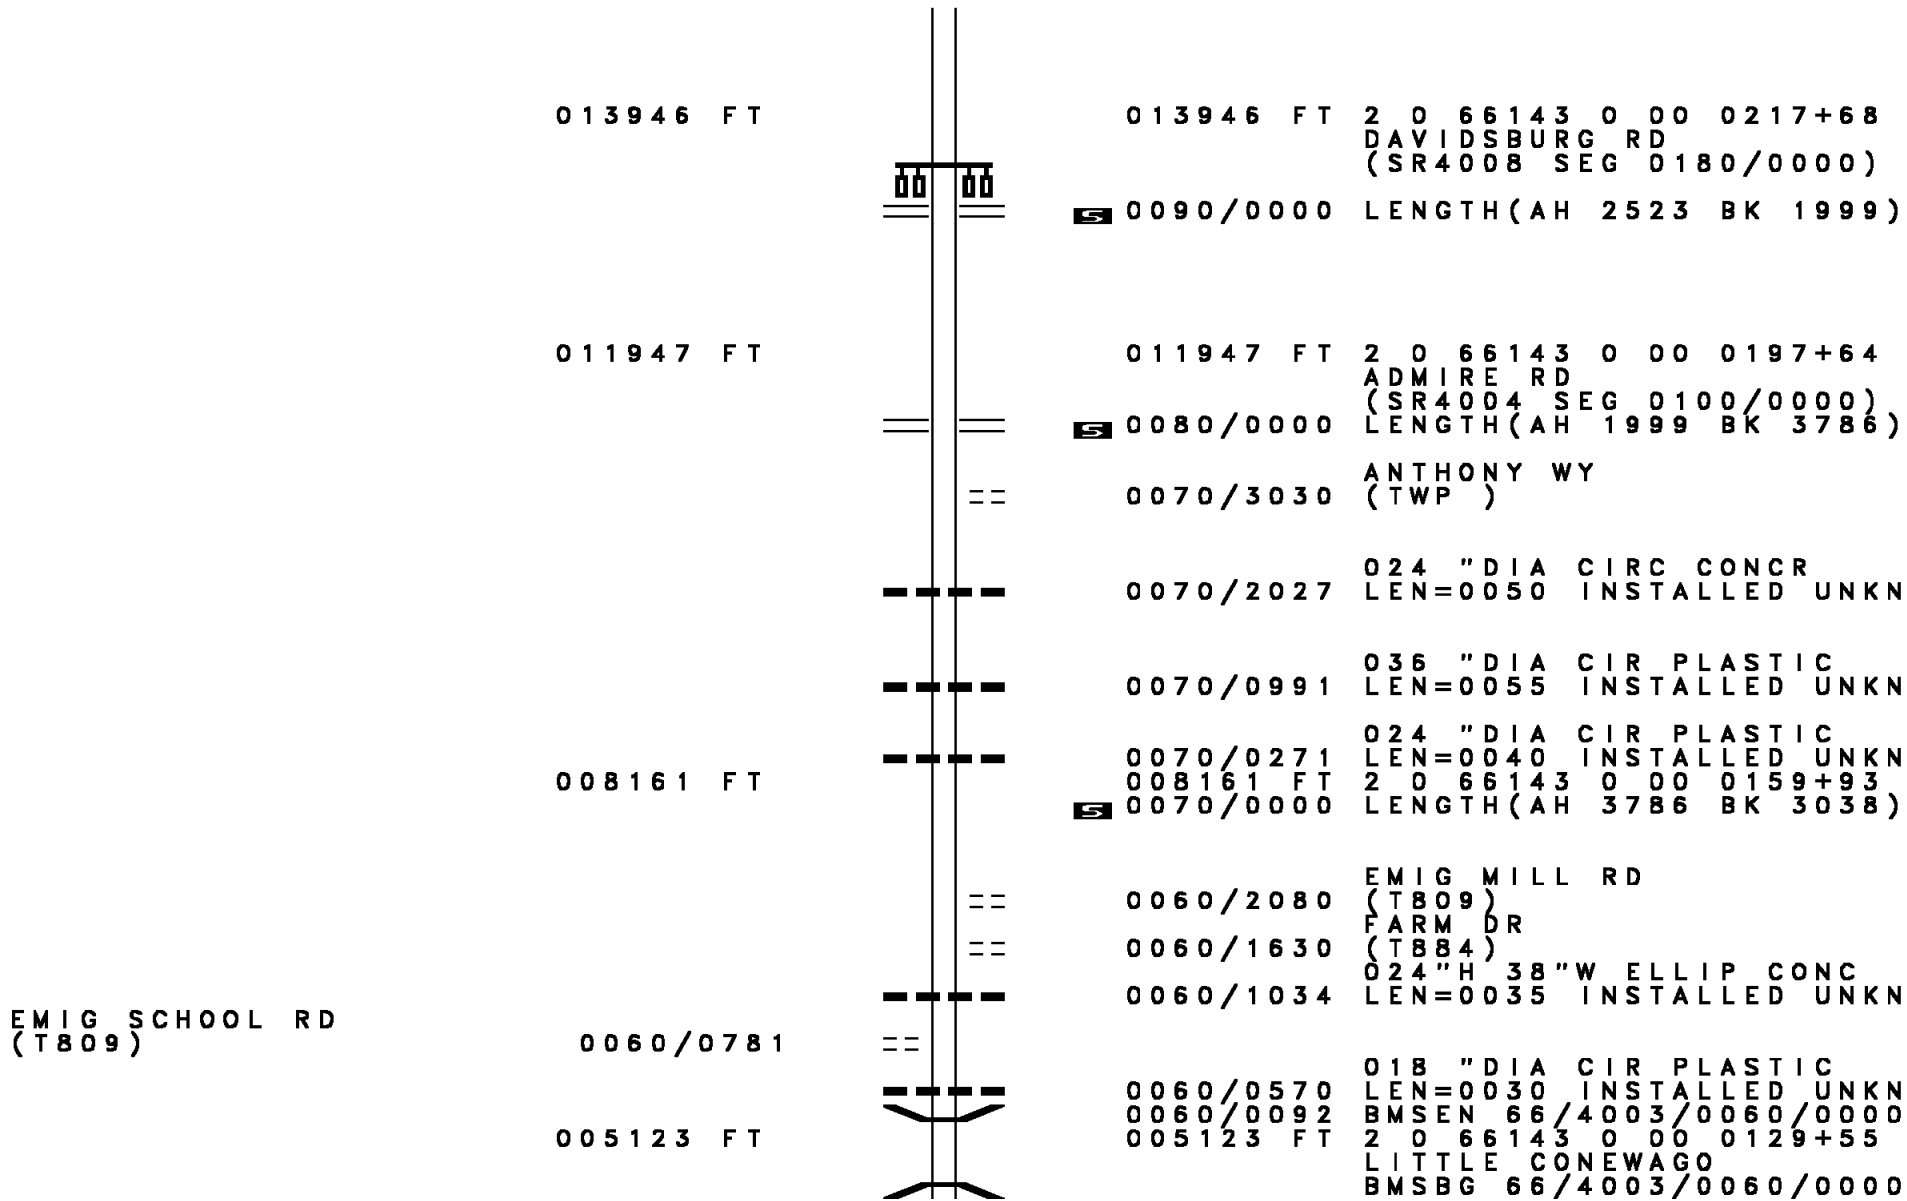 013946 FT 013946 FT 2 0 66143 0 00 0217+68
DAVIDSBURG RD
(SR4008 SEG 0180/0000)
S 0090/0000 LENGTH(AH 2523 BK 1999)
011947 FT 011947 FT 2 0 66143 0 00 0197+64
ADMIRE RD
(SR4004 SEG 0100/0000)
S 0080/0000 LENGTH(AH 1999 BK 3786)
ANTHONY WY
0070/3030 (TWP )
024 "DIA CIRC CONCR
0070/2027 LEN=0050 INSTALLED UNKN
036 "DIA CIR PLASTIC
0070/0991 LEN=0055 INSTALLED UNKN
024 "DIA CIR PLASTIC
0070/0271 LEN=0040 INSTALLED UNKN
008161 FT 008161 FT 2 0 66143 0 00 0159+93
S 0070/0000 LENGTH(AH 3786 BK 3038)
EMIG MILL RD
0060/2080 (T809)
FARM DR
0060/1630 (T884)
024"H 38"W ELLIP CONC
0060/1034 LEN=0035 INSTALLED UNKN
EMIG SCHOOL RD
(T809) 0060/0781
018 "DIA CIR PLASTIC
0060/0570 LEN=0030 INSTALLED UNKN
0060/0092 BMSEN 66/4003/0060/0000
005123 FT 005123 FT 2 0 66143 0 00 0129+55
LITTLE CONEWAGO
BMSBG 66/4003/0060/0000